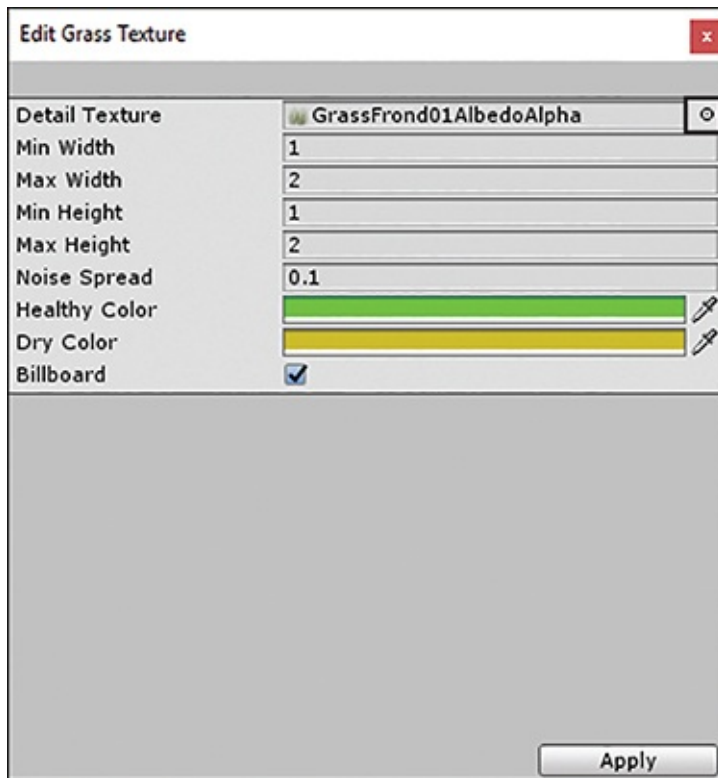 Edit Grass Texture
x
Detail Texture GrassFrond01AlbedoAlpha
Min Width 1
Max Width 2
Min Height 1
Max Height 2
Noise Spread 0.1
Healthy Color
Dry Color
Billboard
Apply